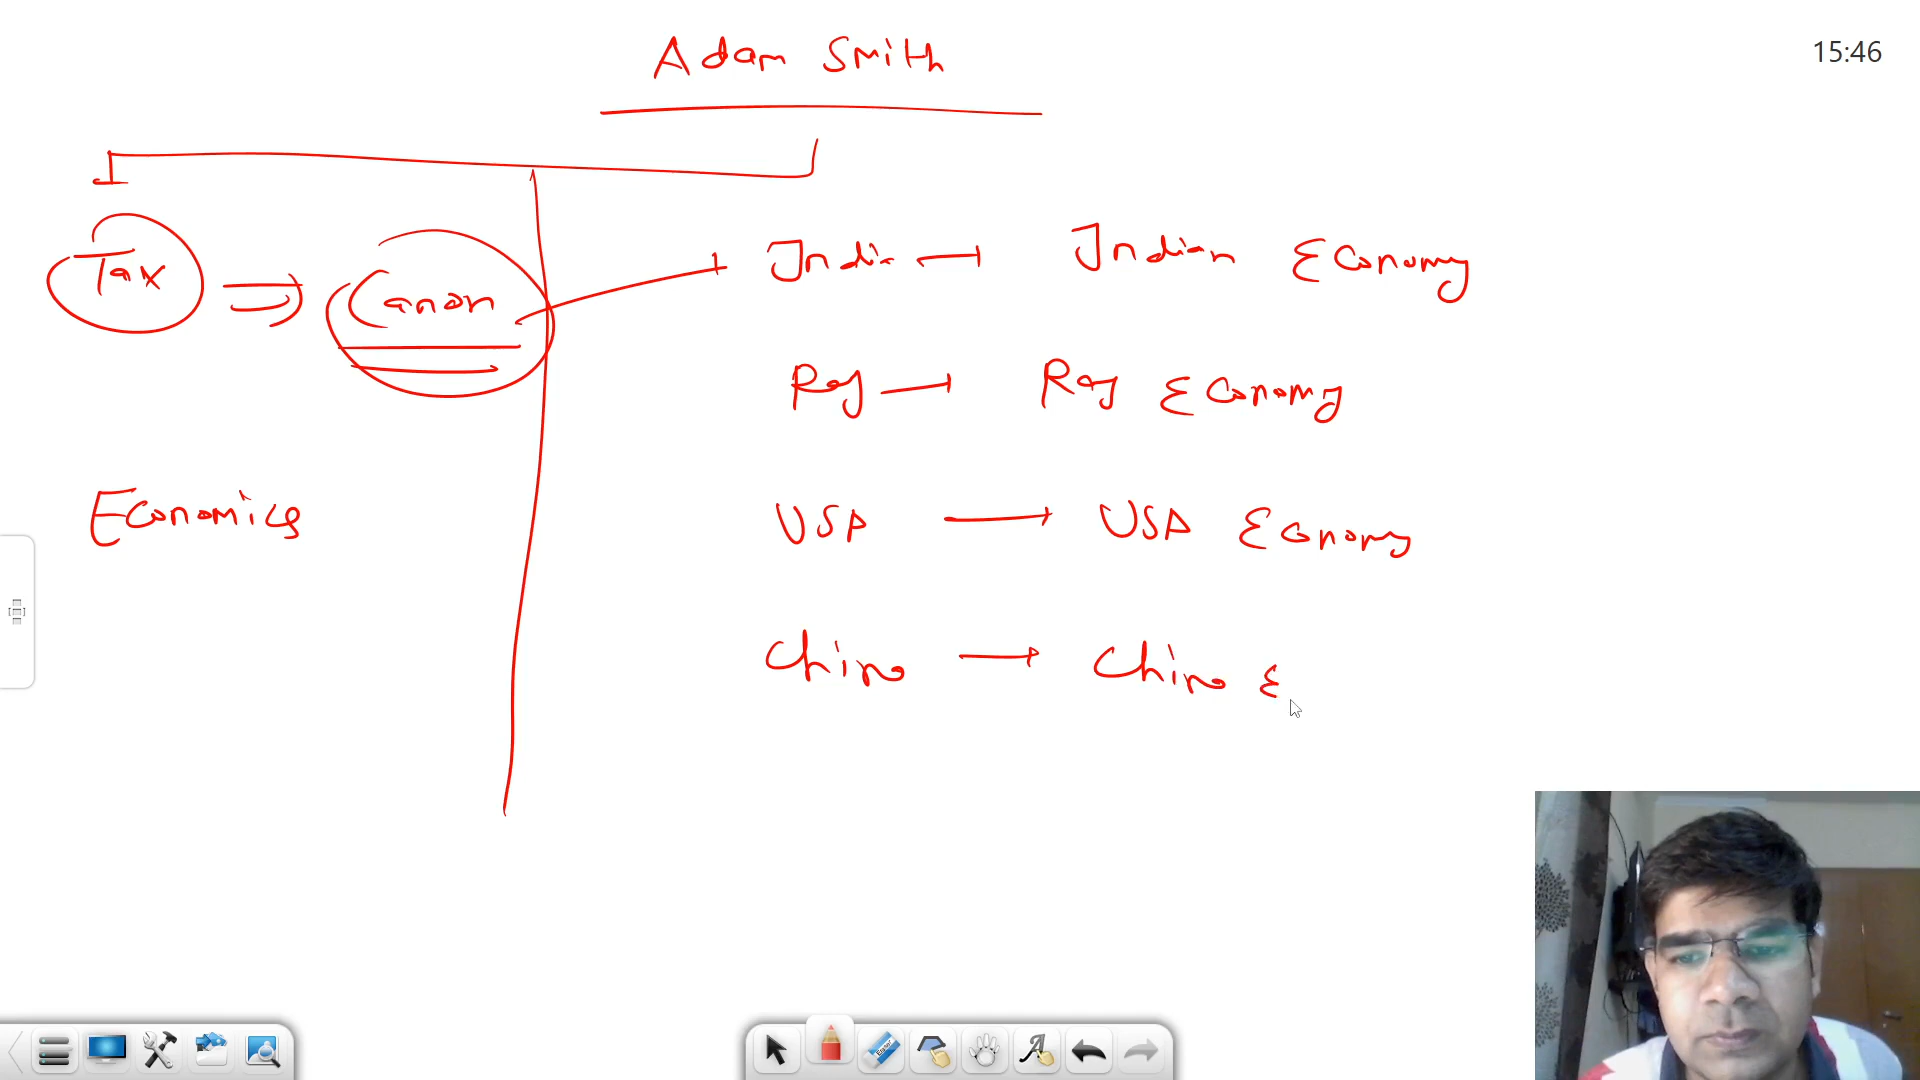 Adam Smith
15:46
Tax ⇒ Canon
India → Indian Economy
Raj → Raj Economy
Economics
USA → USA Economy
China → China E